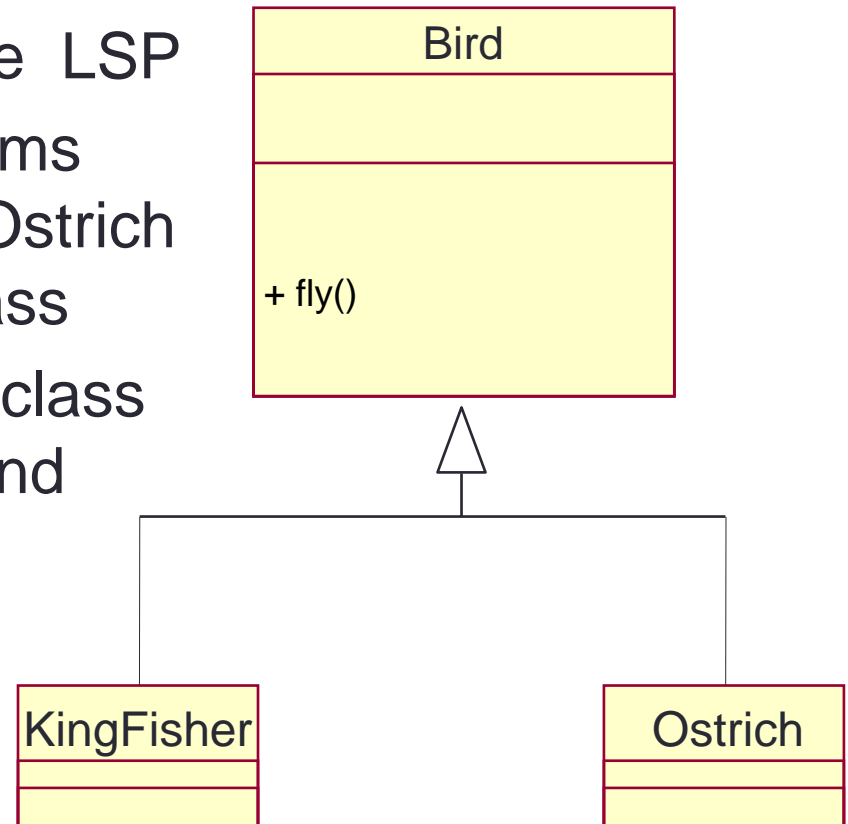 e LSP
ms
Ostrich
ass
class
nd
Bird
+ fly()
KingFisher
Ostrich